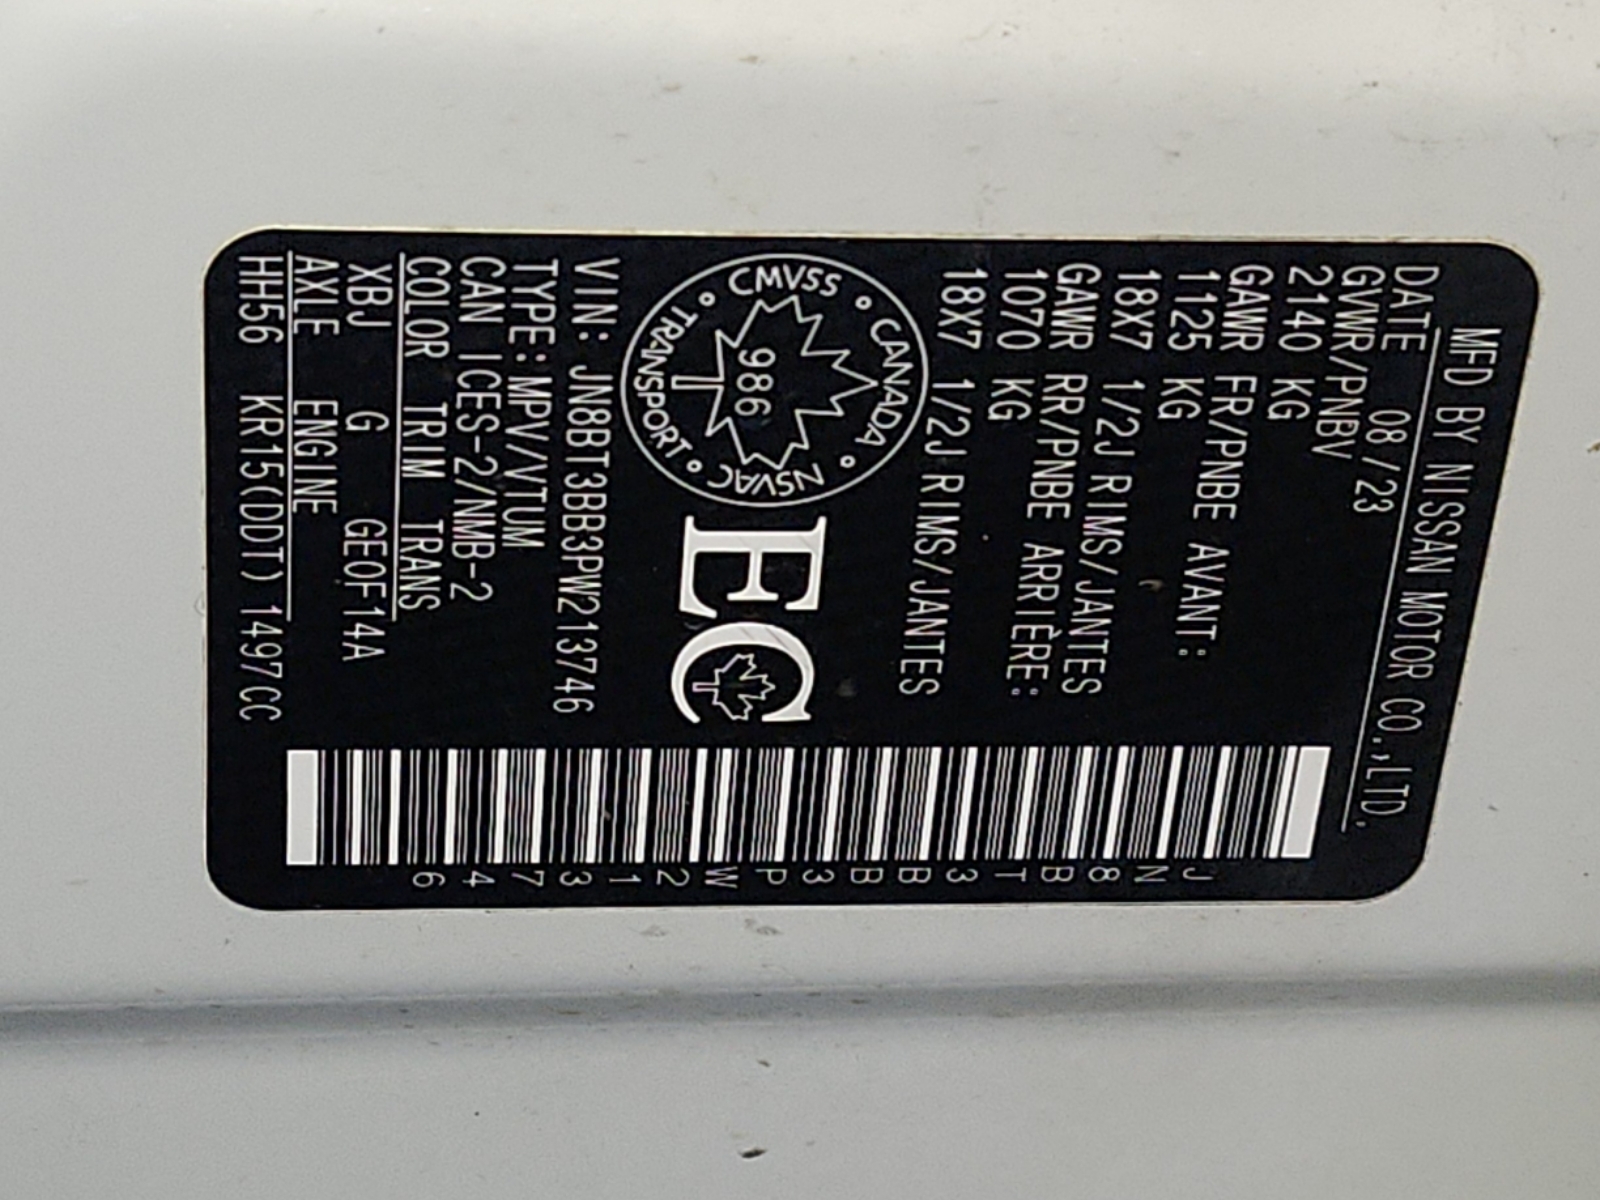 MFD BY NISSAN MOTOR CO.,LTD.
DATE 08/23
GVWR/PNBV
2140 KG
GAWR FR/PNBE AVANT:
1125 KG
18X7 1/2J RIMS/JANTES
GAWR RR/PNBE ARRIÈRE:
1070 KG
18X7 1/2J RIMS/JANTES
CMVSS • CANADA • NSVAC • TRANSPORT •
986
EC
VIN: JN8BT3BB3PW213746
TYPE:MPV/VTUM
CAN ICES-2/NMB-2
COLOR TRIM TRANS
XBJ G GE0F14A
AXLE ENGINE
HH56 KR15(DDT) 1497CC
JN8BT3BB3PW213746